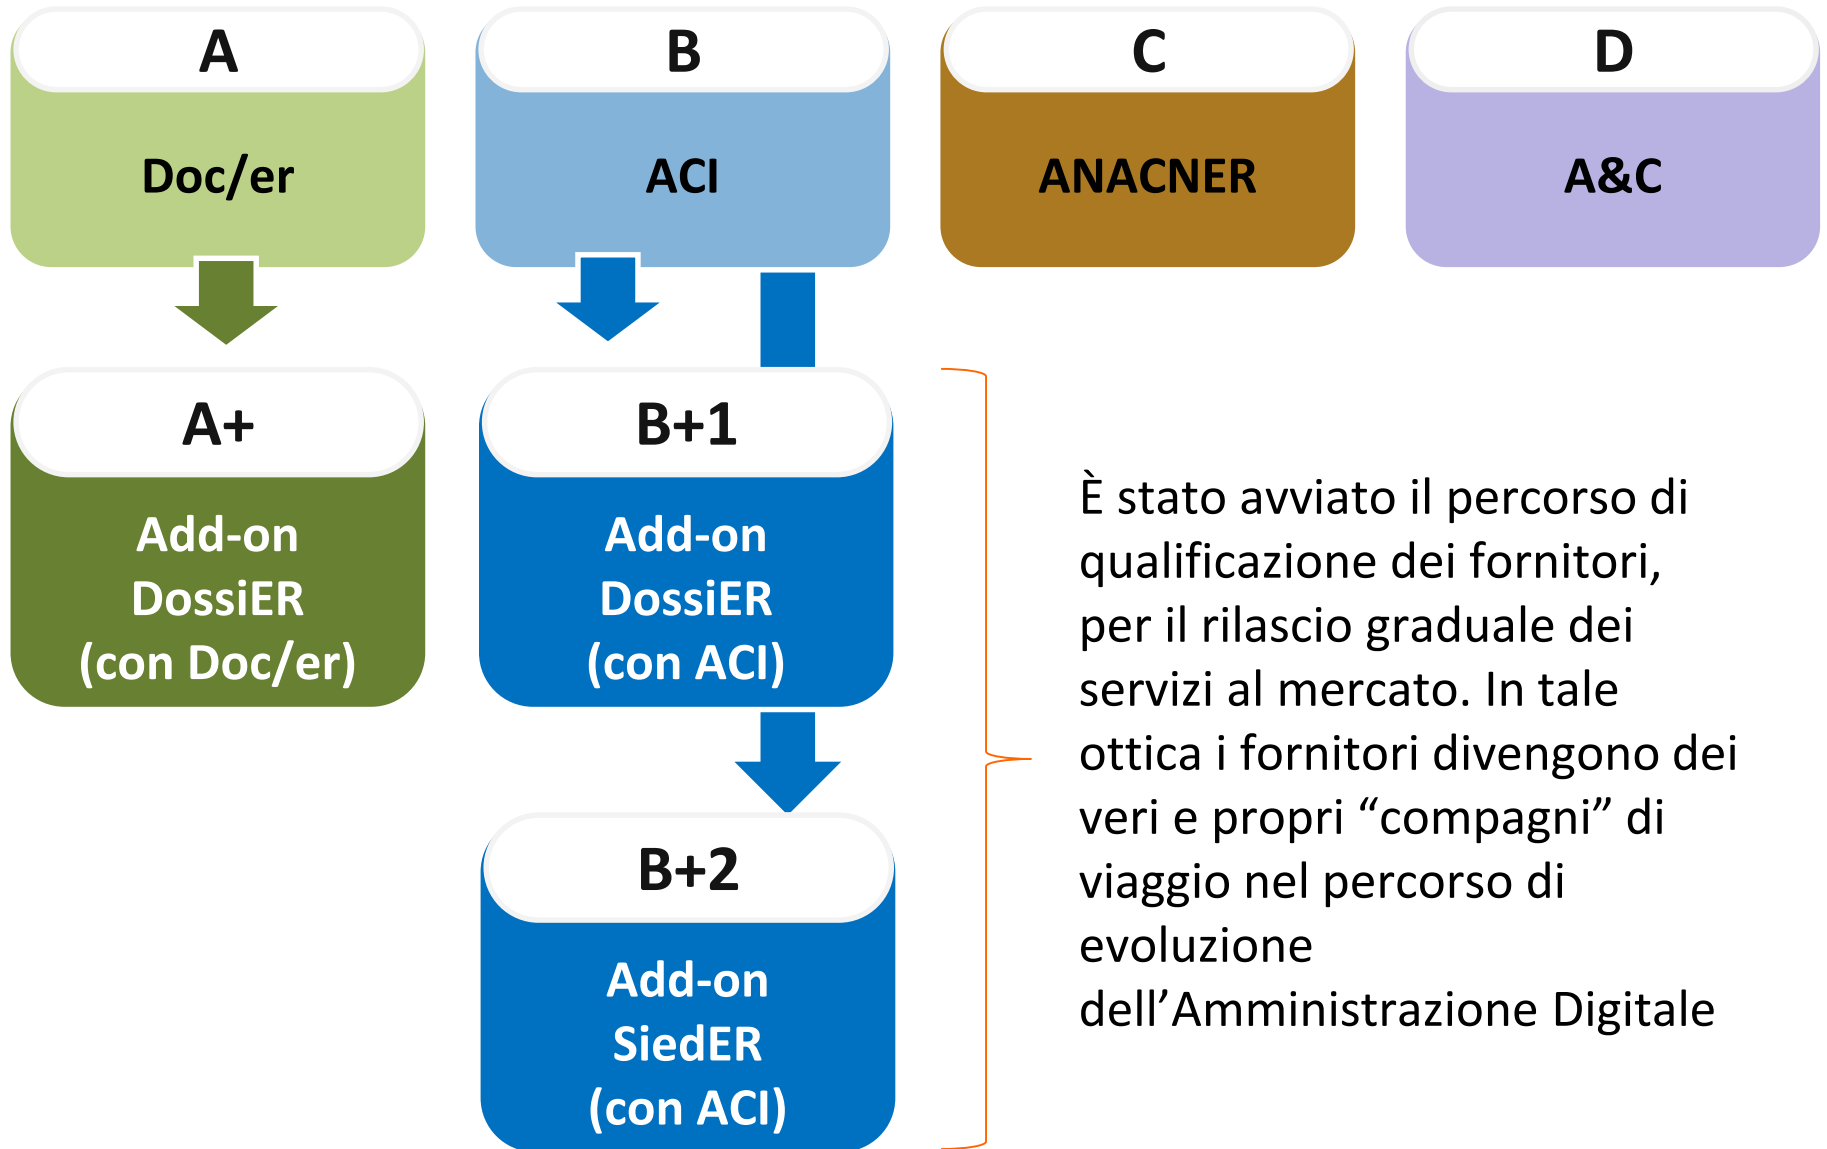 A
Doc/er
B
ACI
C
ANACNER
D
A&C
A+
Add-on
DossiER
(con Doc/er)
B+1
Add-on
DossiER
(con ACI)
B+2
Add-on
SiedER
(con ACI)
È stato avviato il percorso di
qualificazione dei fornitori,
per il rilascio graduale dei
servizi al mercato. In tale
ottica i fornitori divengono dei
veri e propri “compagni” di
viaggio nel percorso di
evoluzione
dell’Amministrazione Digitale